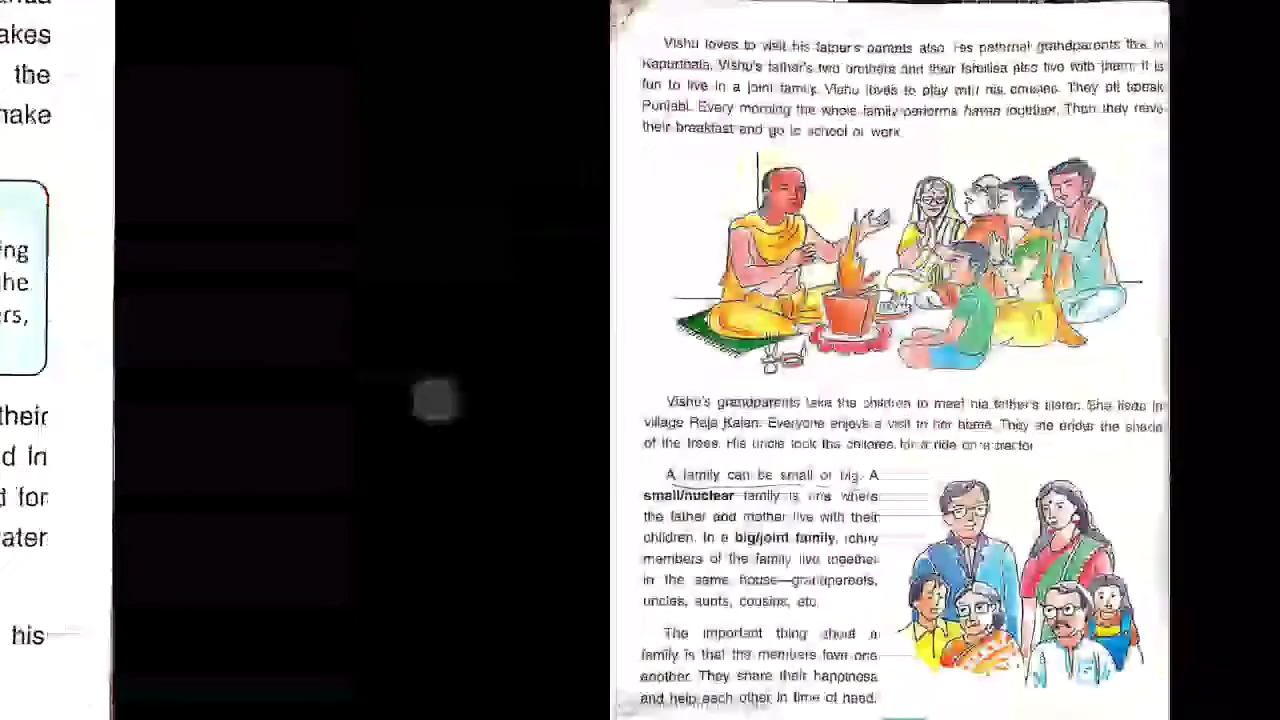 akes
the
nake
ing
he
rs,
their
d in
d for
ater
his
Vishu loves to visit his father's parents also. His paternal grandparents live in
Kapurthala. Vishu's father's two brothers and their families also live with them. It is
fun to live in a joint family. Vishu loves to play with his cousins. They all speak
Punjabi. Every morning the whole family performs havan together. Then they have
their breakfast and go to school or work.
Vishu's grandparents take the children to meet his father's sister. She lives in
village Raja Kalan. Everyone enjoys a visit to her home. They enjoy the shade
of the trees. His uncle took the children for a ride on a tractor.
A family can be small or big. A
small/nuclear family is one where
the father and mother live with their
children. In a big/joint family, many
members of the family live together
in the same house—grandparents,
uncles, aunts, cousins, etc.
The important thing about a
family is that the members love one
another. They share their happiness
and help each other in time of need.